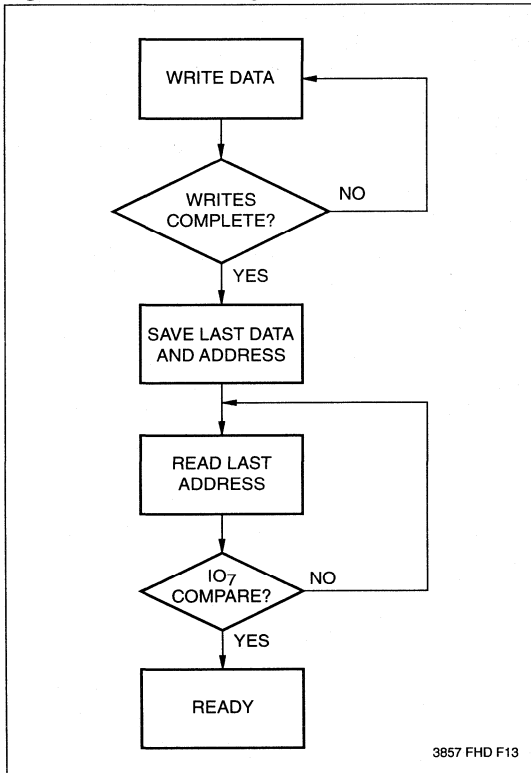 WRITE DATA
WRITES
COMPLETE?
NO
YES
SAVE LAST DATA
AND ADDRESS
READ LAST
ADDRESS
IO7
COMPARE?
NO
YES
READY
3857 FHD F13